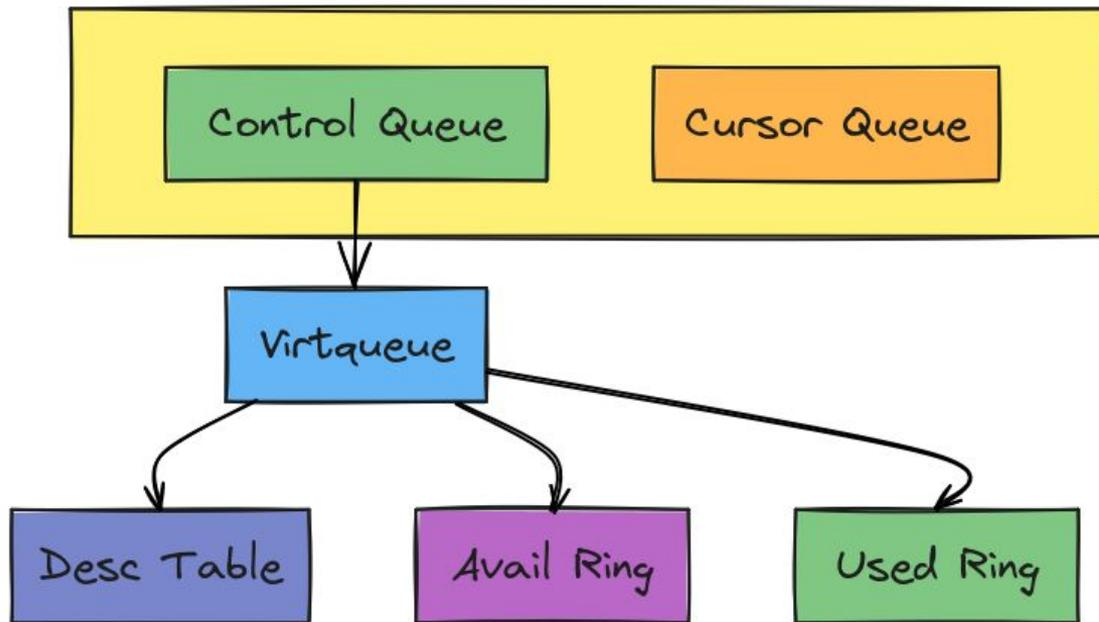 Control Queue
Cursor Queue
Virtqueue
Desc Table
Avail Ring
Used Ring